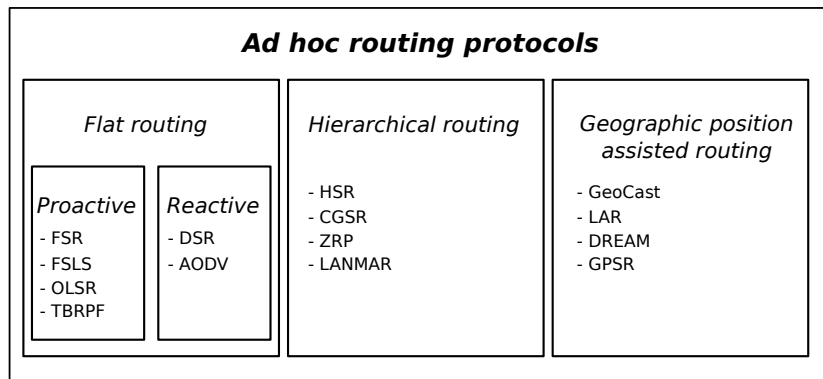 Ad hoc routing protocols
Flat routing
Proactive
- FSR
- FSLS
- OLSR
- TBRPF
Reactive
- DSR
- AODV
Hierarchical routing
- HSR
- CGSR
- ZRP
- LANMAR
Geographic position
assisted routing
- GeoCast
- LAR
- DREAM
- GPSR